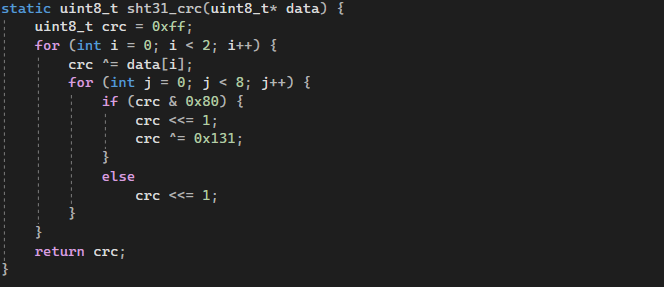 static uint8_t sht31_crc(uint8_t* data) {
    uint8_t crc = 0xff;
    for (int i = 0; i < 2; i++) {
        crc ^= data[i];
        for (int j = 0; j < 8; j++) {
            if (crc & 0x80) {
                crc <<= 1;
                crc ^= 0x131;
            }
            else
                crc <<= 1;
        }
    }
    return crc;
}